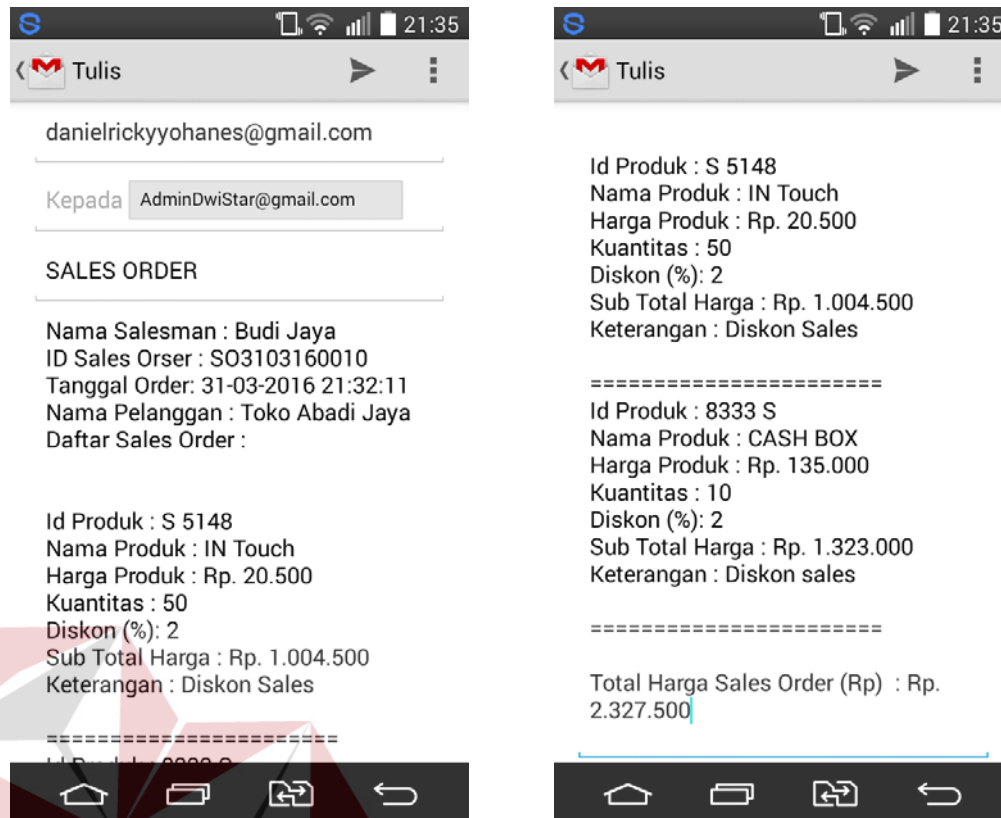 21:35
Tulis
danielrickyyohanes@gmail.com
Kepada AdminDwiStar@gmail.com
SALES ORDER
Nama Salesman : Budi Jaya
ID Sales Orser : SO3103160010
Tanggal Order: 31-03-2016 21:32:11
Nama Pelanggan : Toko Abadi Jaya
Daftar Sales Order :
Id Produk : S 5148
Nama Produk : IN Touch
Harga Produk : Rp. 20.500
Kuantitas : 50
Diskon (%): 2
Sub Total Harga : Rp. 1.004.500
Keterangan : Diskon Sales
=======================
21:35
Tulis
Id Produk : S 5148
Nama Produk : IN Touch
Harga Produk : Rp. 20.500
Kuantitas : 50
Diskon (%): 2
Sub Total Harga : Rp. 1.004.500
Keterangan : Diskon Sales
=======================
Id Produk : 8333 S
Nama Produk : CASH BOX
Harga Produk : Rp. 135.000
Kuantitas : 10
Diskon (%): 2
Sub Total Harga : Rp. 1.323.000
Keterangan : Diskon sales
=======================
Total Harga Sales Order (Rp)  : Rp.
2.327.500